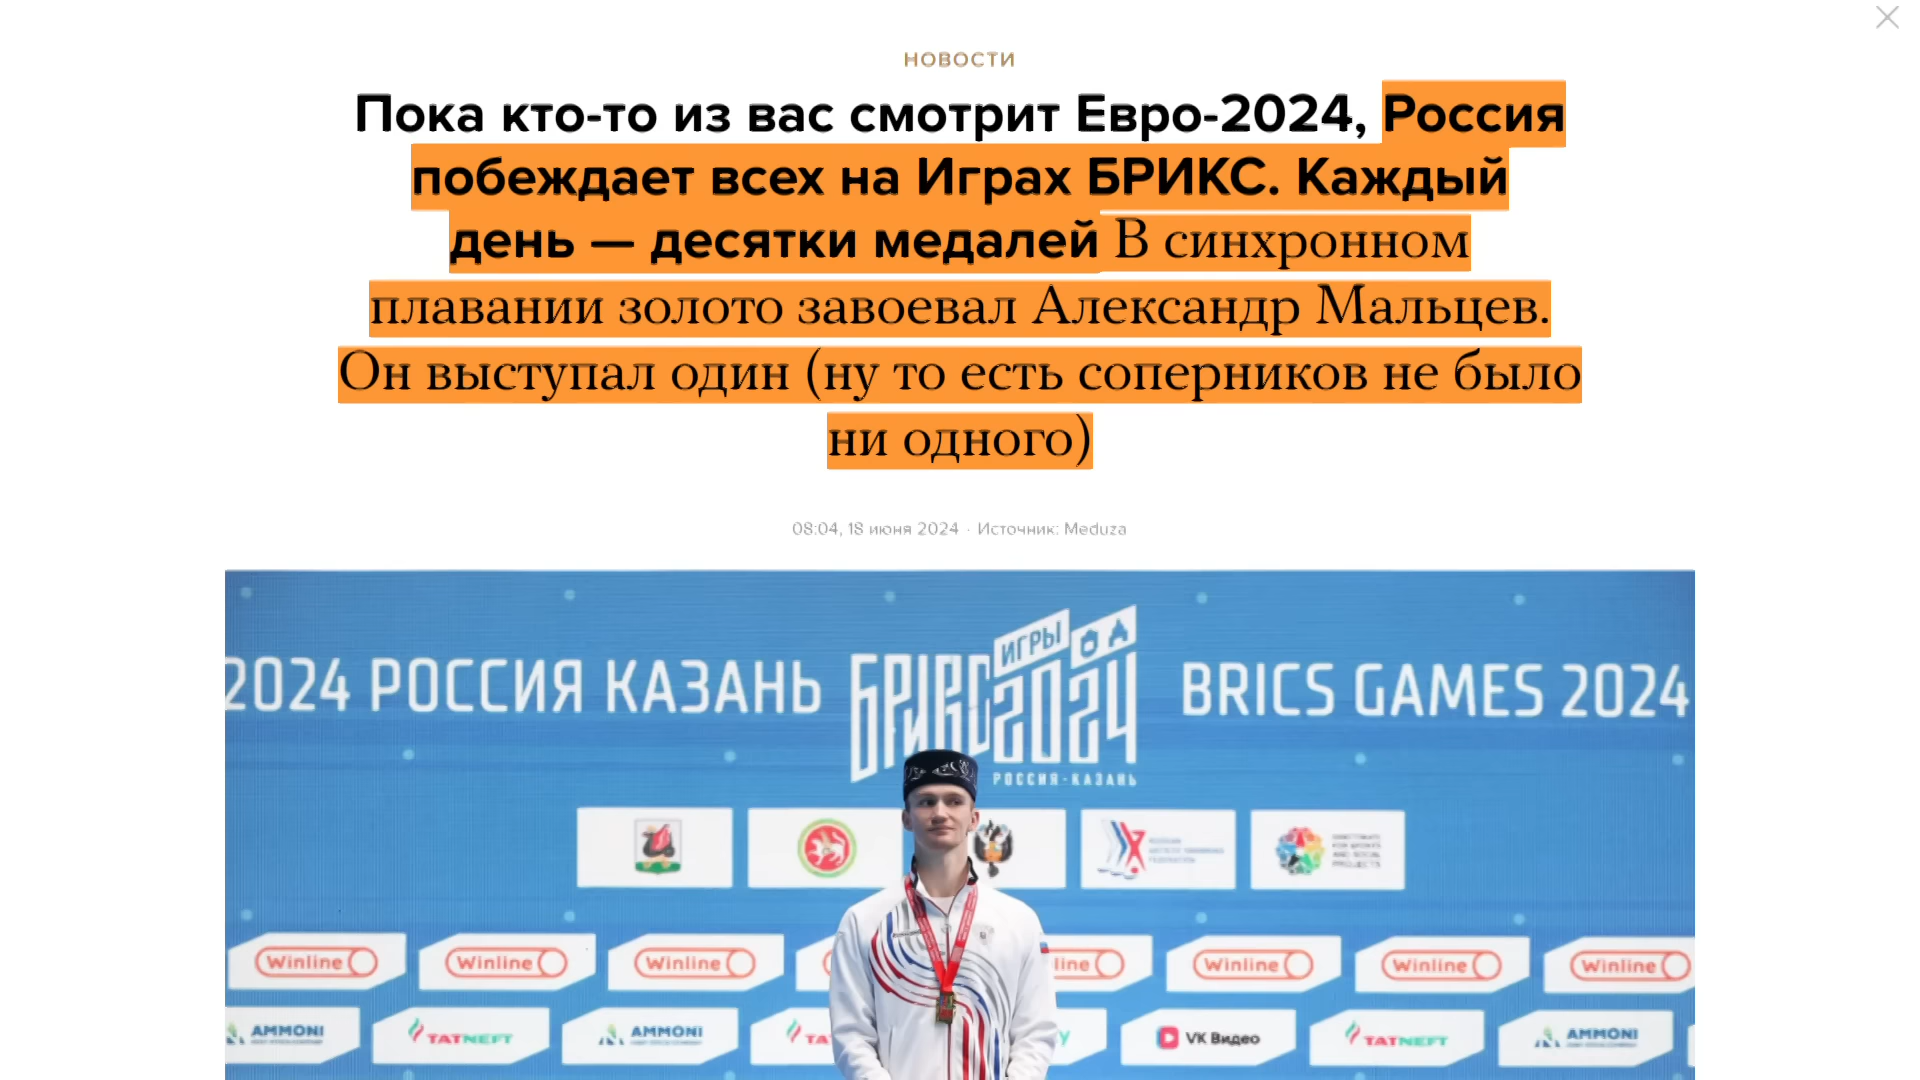 НОВОСТИ
Пока кто-то из вас смотрит Евро-2024, Россия
побеждает всех на Играх БРИКС. Каждый
день — десятки медалей В синхронном
плавании золото завоевал Александр Мальцев.
Он выступал один (ну то есть соперников не было
ни одного)
08:04, 18 июня 2024 · Источник: Meduza
ИГРЫ
2024 РОССИЯ КАЗАНЬ БРИКС 2024 BRICS GAMES 2024
РОССИЯ-КАЗАНЬ
Winline Winline Winline line Winline Winline Winline
AMMONI TATNEFT AMMONI TA VK Видео TATNEFT AMMONI